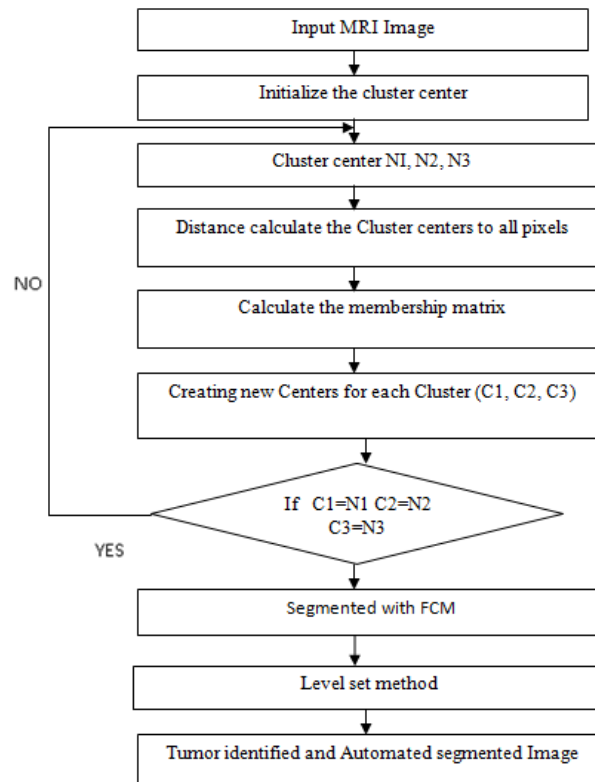 Input MRI Image
Initialize the cluster center
Cluster center NI, N2, N3
Distance calculate the Cluster centers to all pixels
NO
Calculate the membership matrix
Creating new Centers for each Cluster (C1, C2, C3)
If C1=N1 C2=N2
C3=N3
YES
Segmented with FCM
Level set method
Tumor identified and Automated segmented Image